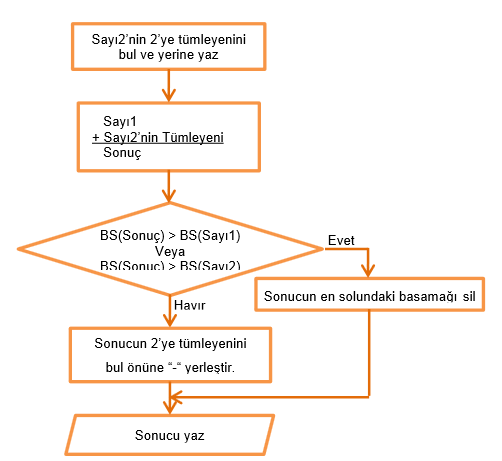 Sayı2'nin 2'ye tümleyenini
bul ve yerine yaz
Sayı1
+ Sayı2'nin Tümleyeni
Sonuç
BS(Sonuç) > BS(Sayı1)
Veya
BS(Sonuç) > BS(Sayı2)
Evet
Hayır
Sonucun en solundaki basamağı sil
Sonucun 2'ye tümleyenini
bul önüne "-" yerleştir.
Sonucu yaz